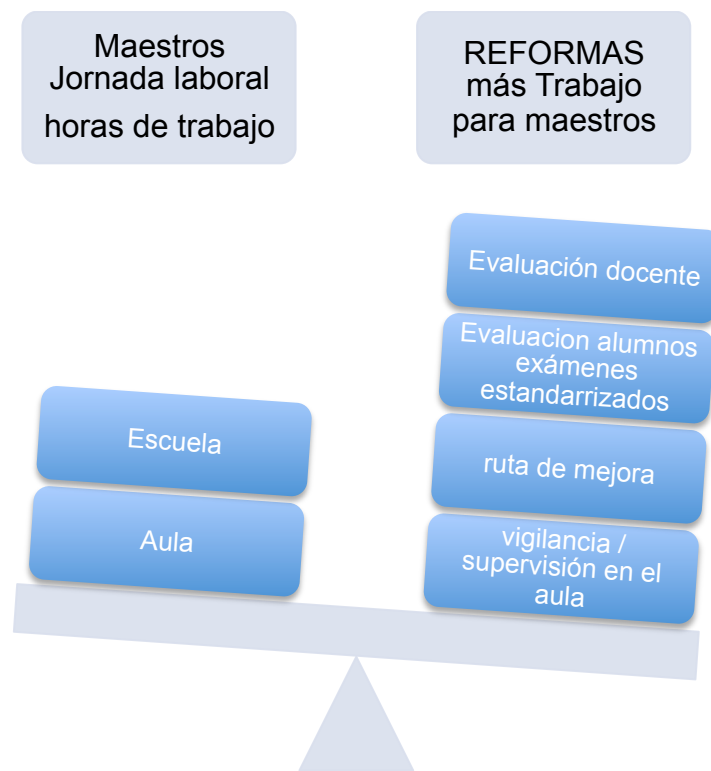 Maestros
Jornada laboral
horas de trabajo
REFORMAS
más Trabajo
para maestros
Escuela
Aula
Evaluación docente
Evaluacion alumnos
exámenes
estandarrizados
ruta de mejora
vigilancia /
supervisión en el
aula